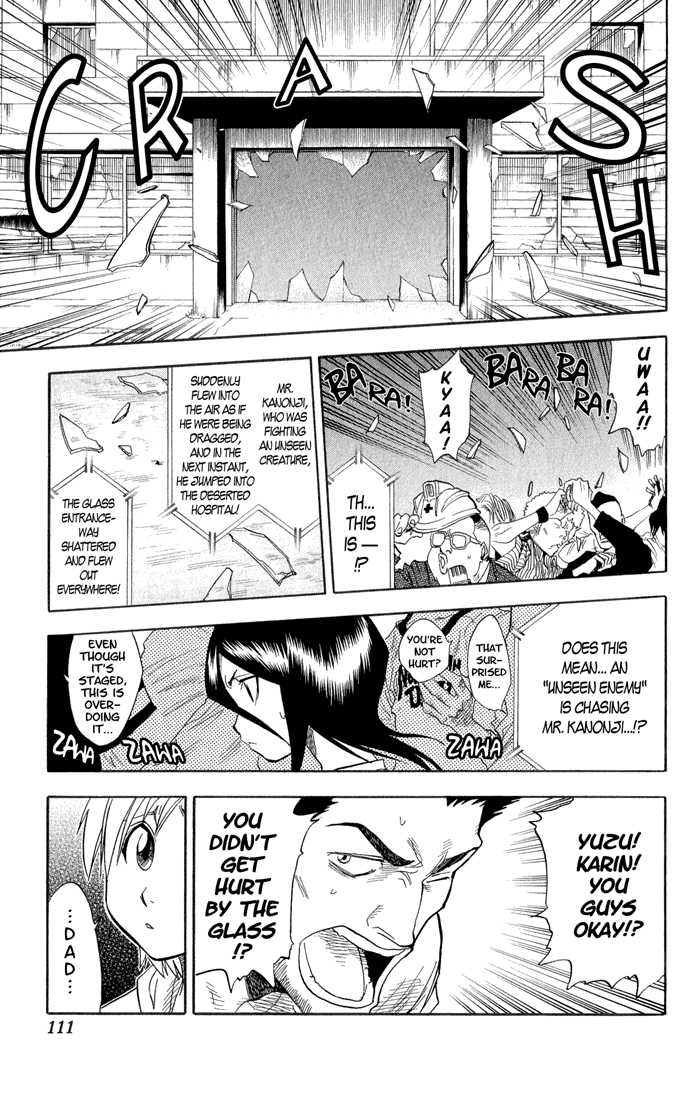 CRASH
UWAA!!
BARA BARA!
KYAA!
BARA!
TH...
THIS
IS —
!?
MR.
KANONJI,
WHO WAS
FIGHTING
AN UNSEEN
CREATURE,
SUDDENLY
FLEW INTO
THE AIR AS IF
HE WERE BEING
DRAGGED,
AND IN THE
NEXT INSTANT,
HE JUMPED INTO
THE DESERTED
HOSPITAL!
THE GLASS
ENTRANCE-
WAY
SHATTERED
AND FLEW
OUT
EVERYWHERE!
DOES THIS
MEAN... AN
"UNSEEN ENEMY"
IS CHASING
MR. KANONJI...!?
THAT SUR-
PRISED
ME...
YOU'RE
NOT
HURT?
ZAWA
EVEN
THOUGH
IT'S
STAGED,
THIS IS
OVER-
DOING
IT...
ZAWA
ZAWA
YUZU!
KARIN!
YOU
GUYS
OKAY!?
YOU
DIDN'T
GET
HURT
BY THE
GLASS
!?
...DAD...
111